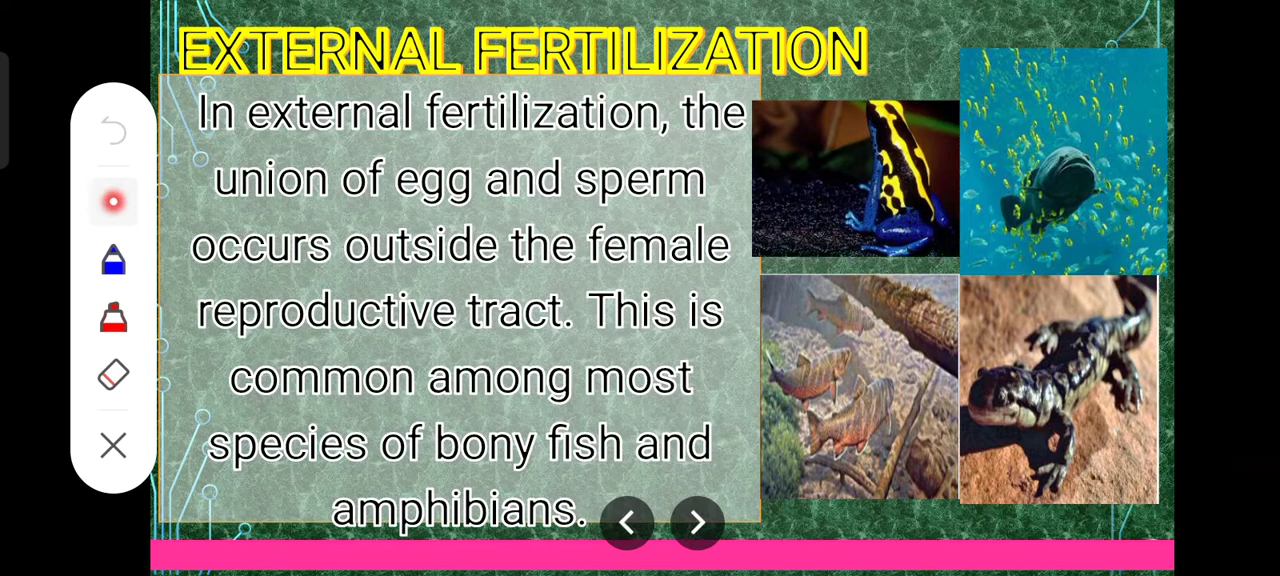 EXTERNAL FERTILIZATION
In external fertilization, the
union of egg and sperm
occurs outside the female
reproductive tract. This is
common among most
species of bony fish and
amphibians.